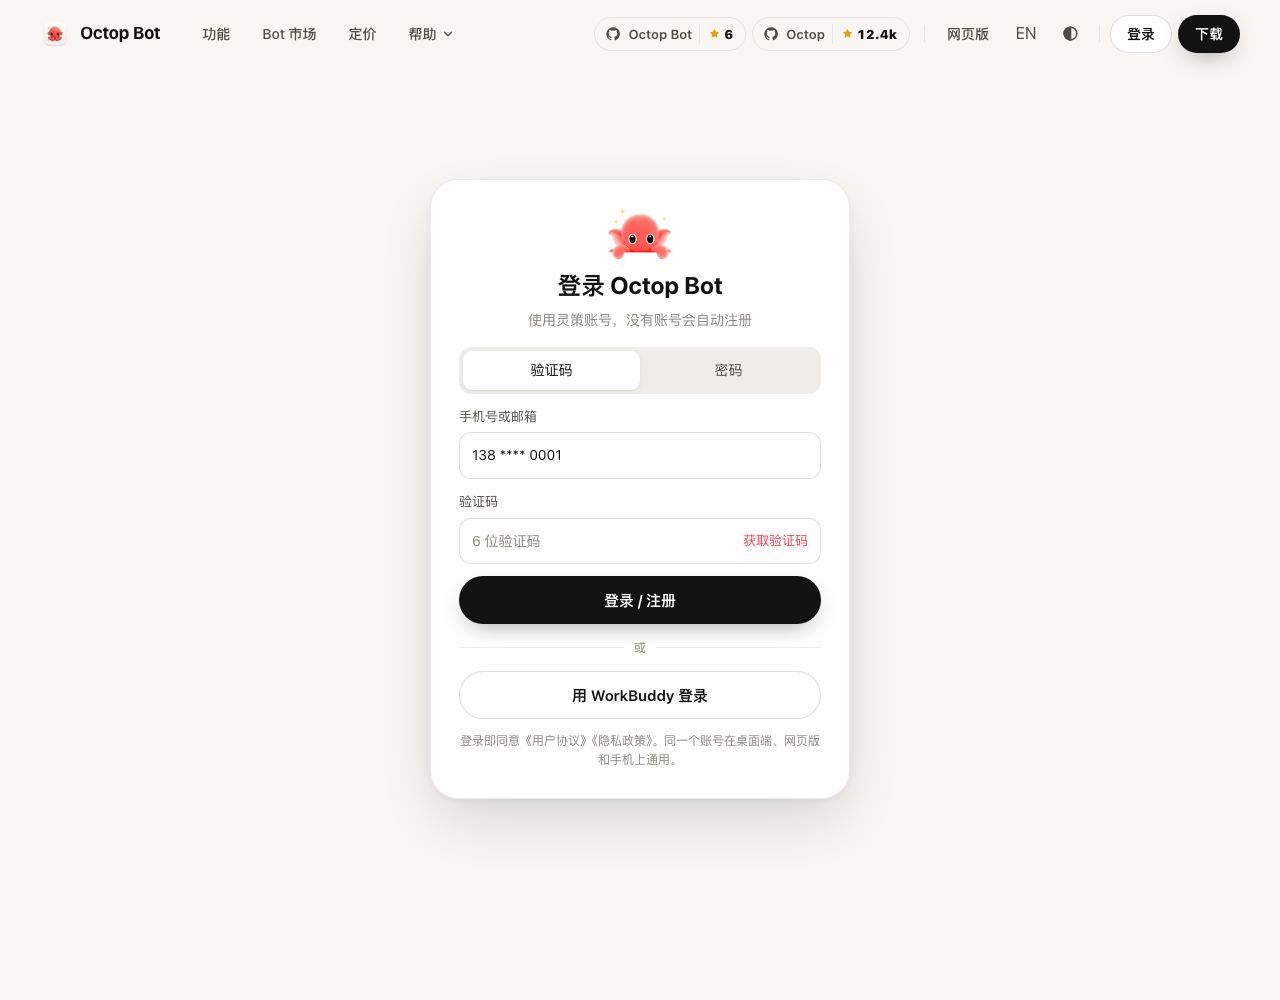 Octop Bot 功能 Bot 市场 定价 帮助 Octop Bot 6 Octop 12.4k 网页版 EN 登录 下载
登录 Octop Bot
使用灵策账号，没有账号会自动注册
验证码 密码
手机号或邮箱
138 **** 0001
验证码
6 位验证码 获取验证码
登录 / 注册
或
用 WorkBuddy 登录
登录即同意《用户协议》《隐私政策》。同一个账号在桌面端、网页版
和手机上通用。